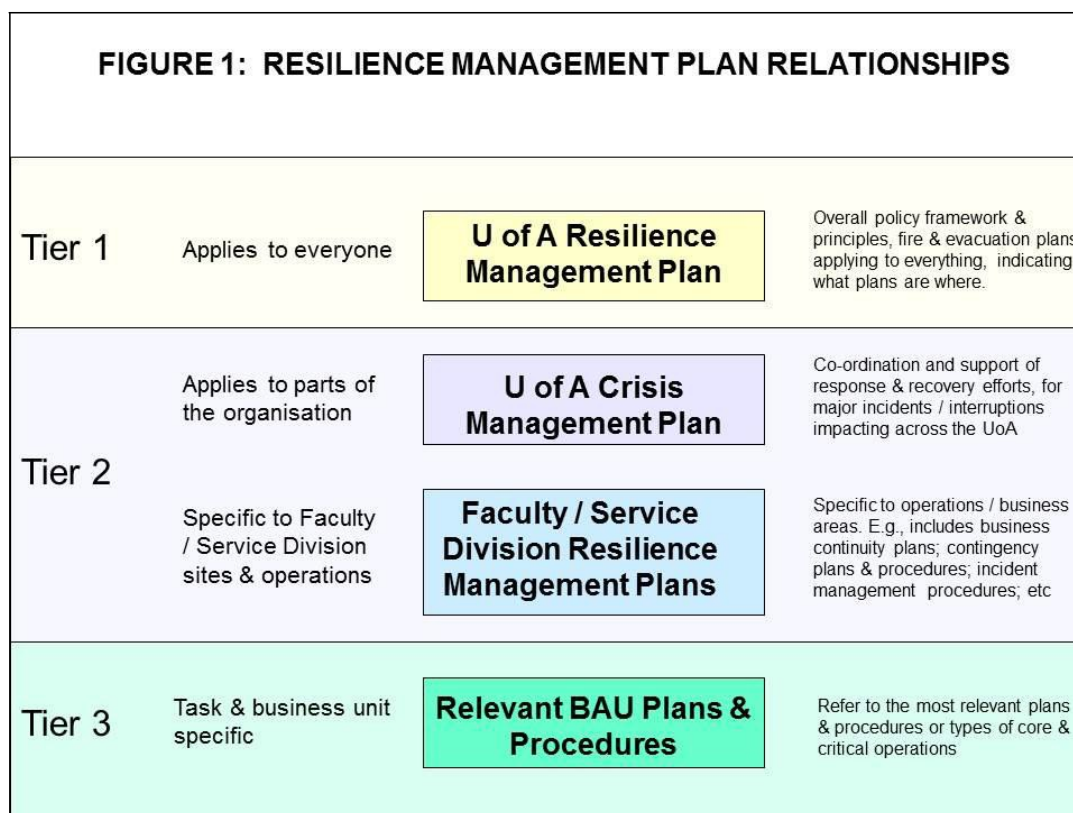 FIGURE 1: RESILIENCE MANAGEMENT PLAN RELATIONSHIPS
Tier 1
Applies to everyone
U of A Resilience
Management Plan
Overall policy framework &
principles, fire & evacuation plans
applying to everything, indicating
what plans are where.
Tier 2
Applies to parts of
the organisation
U of A Crisis
Management Plan
Co-ordination and support of
response & recovery efforts, for
major incidents / interruptions
impacting across the UoA
Specific to Faculty
/ Service Division
sites & operations
Faculty / Service
Division Resilience
Management Plans
Specific to operations / business
areas. E.g., includes business
continuity plans; contingency
plans & procedures; incident
management procedures; etc
Tier 3
Task & business unit
specific
Relevant BAU Plans &
Procedures
Refer to the most relevant plans
& procedures or types of core &
critical operations